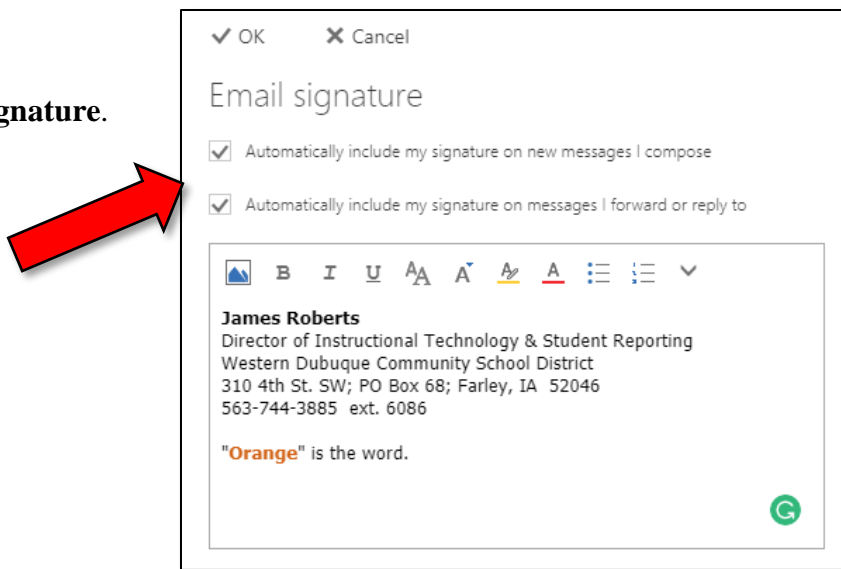 OK Cancel
Email signature
gnature.
Automatically include my signature on new messages I compose
Automatically include my signature on messages I forward or reply to
B I U AA A A A
James Roberts
Director of Instructional Technology & Student Reporting
Western Dubuque Community School District
310 4th St. SW; PO Box 68; Farley, IA 52046
563-744-3885 ext. 6086
"Orange" is the word.
G